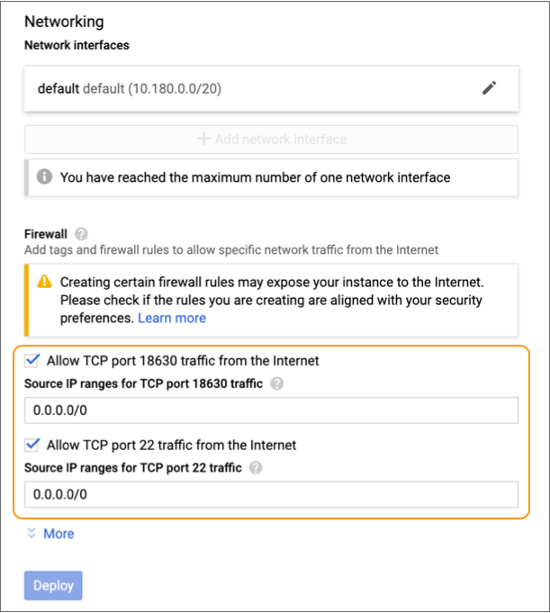 Networking
Network interfaces
default default (10.180.0.0/20)
+ Add network interface
You have reached the maximum number of one network interface
Firewall
Add tags and firewall rules to allow specific network traffic from the Internet
Creating certain firewall rules may expose your instance to the Internet.
Please check if the rules you are creating are aligned with your security
preferences. Learn more
Allow TCP port 18630 traffic from the Internet
Source IP ranges for TCP port 18630 traffic
0.0.0.0/0
Allow TCP port 22 traffic from the Internet
Source IP ranges for TCP port 22 traffic
0.0.0.0/0
More
Deploy